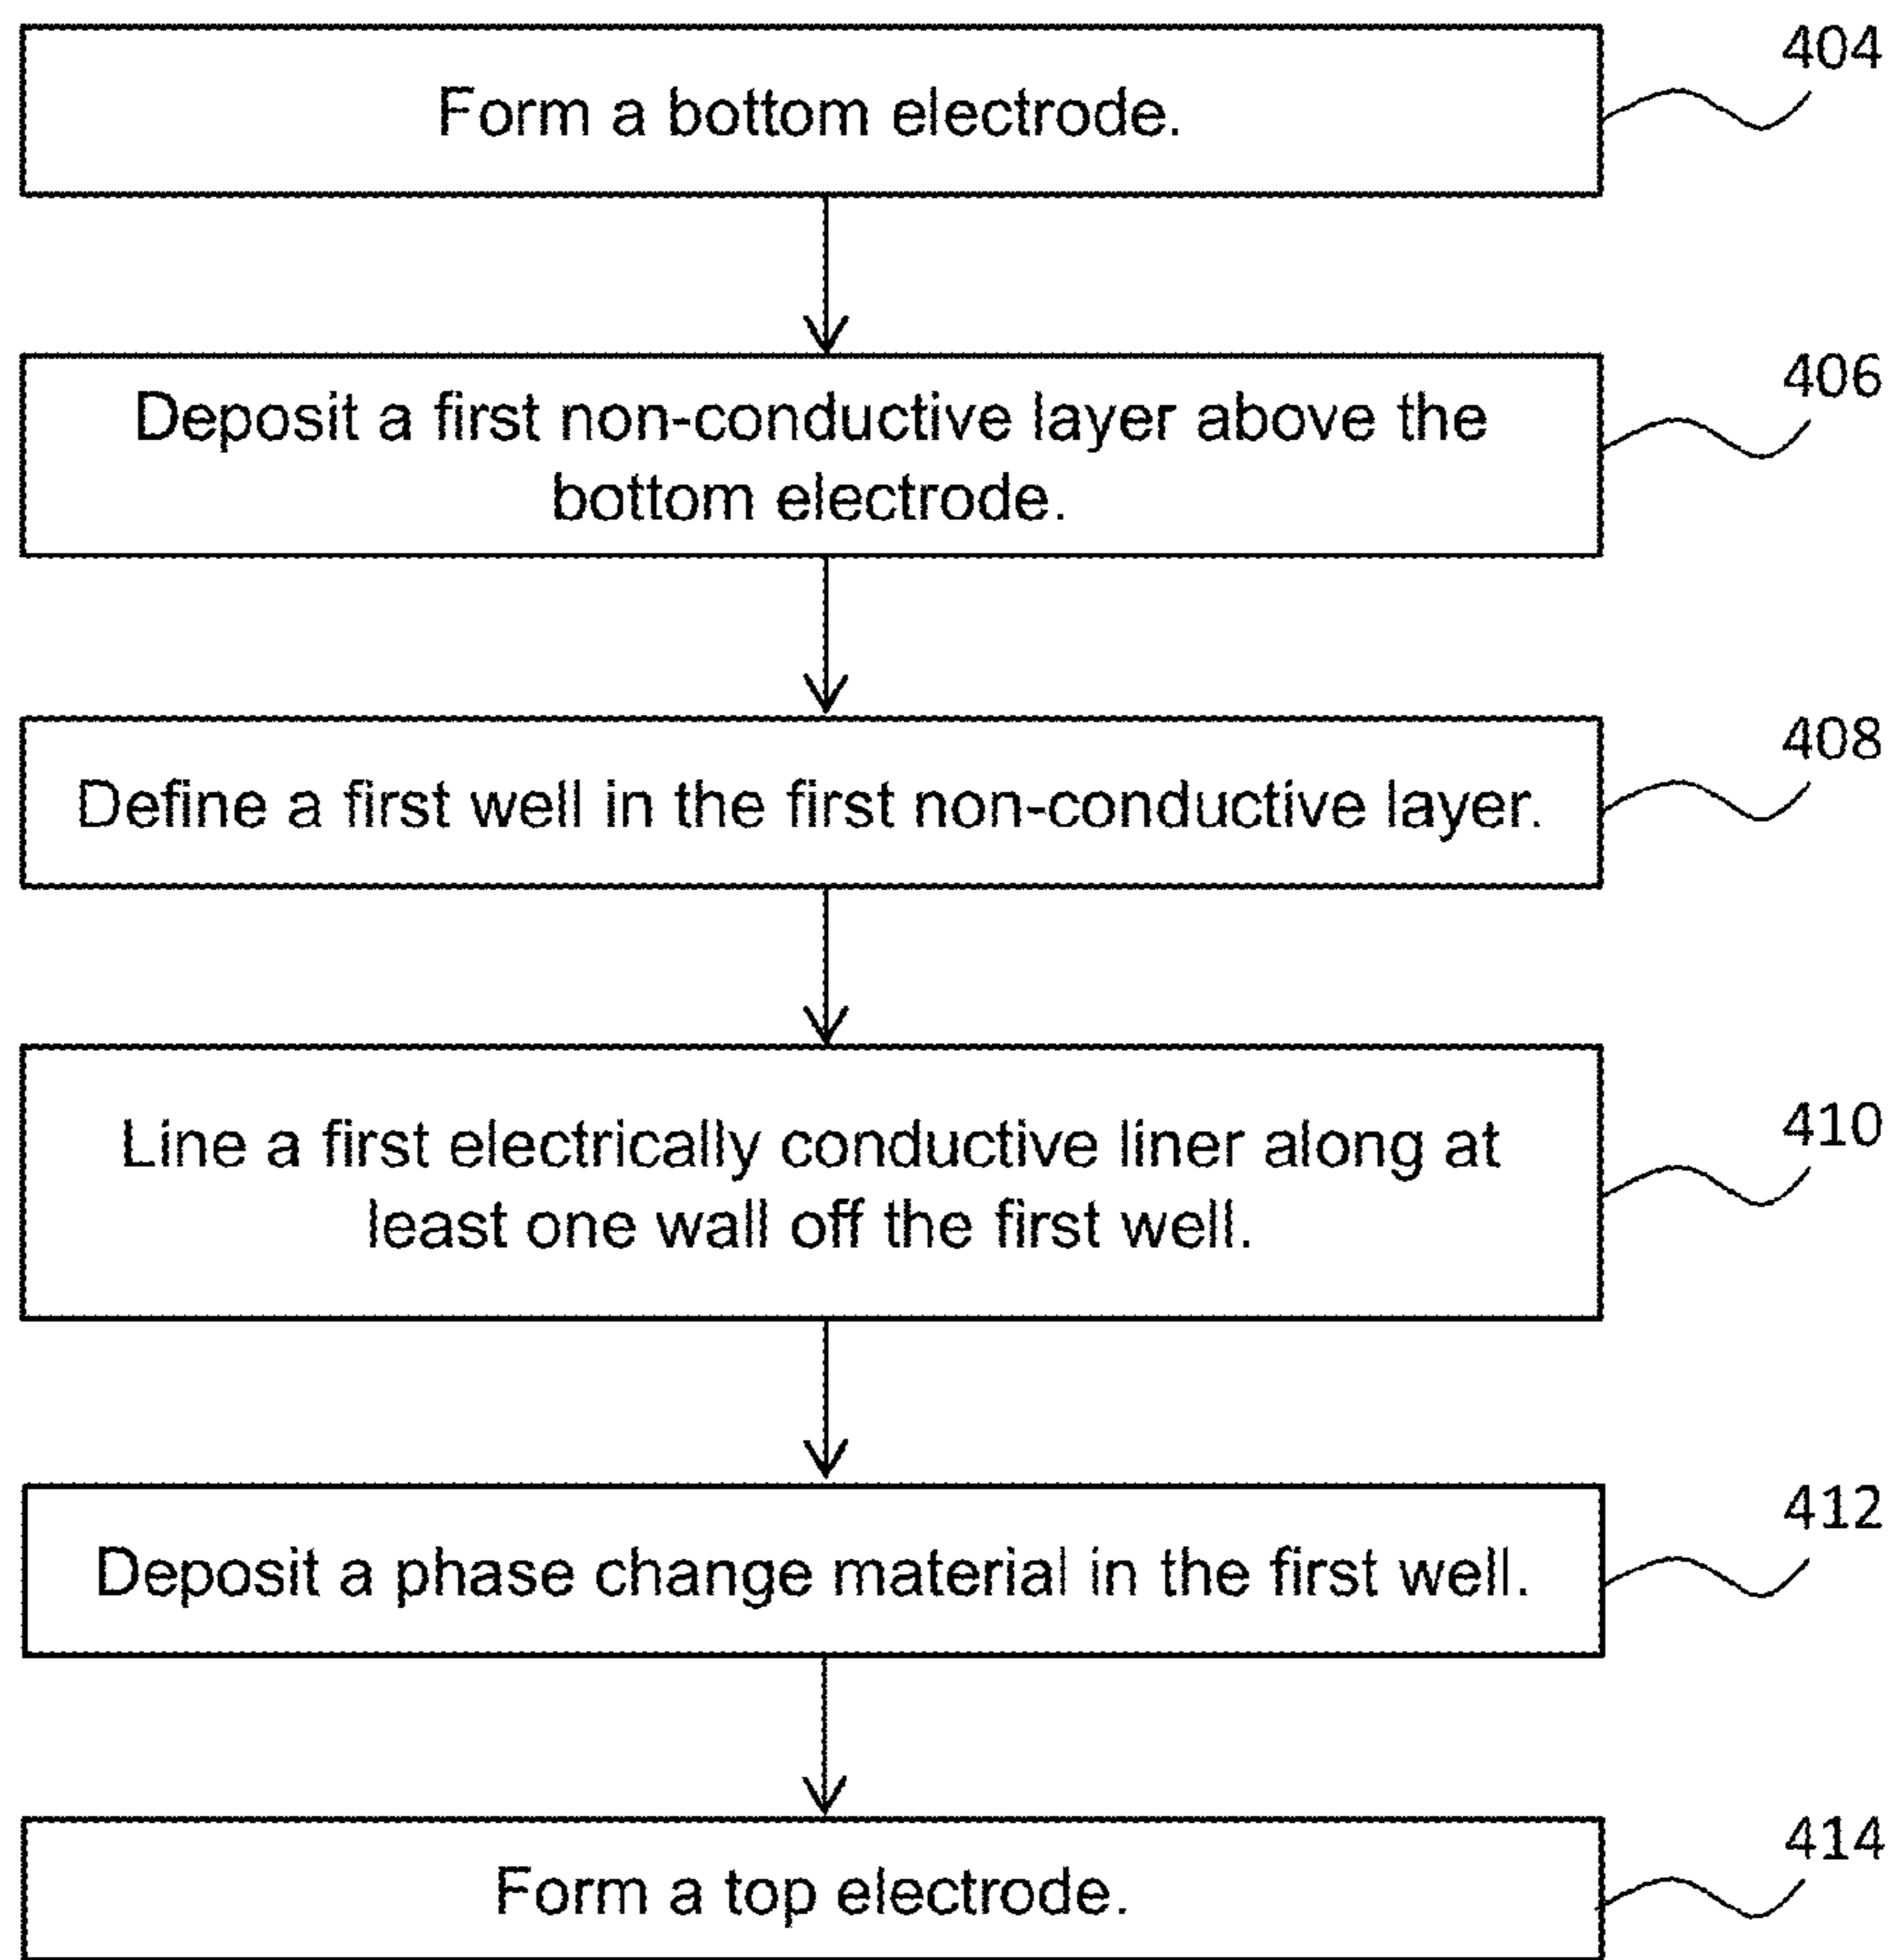 404
Form a bottom electrode.
406
Deposit a first non-conductive layer above the
bottom electrode.
408
Define a first well in the first non-conductive layer.
410
Line a first electrically conductive liner along at
least one wall off the first well.
412
Deposit a phase change material in the first well.
414
Form a top electrode.